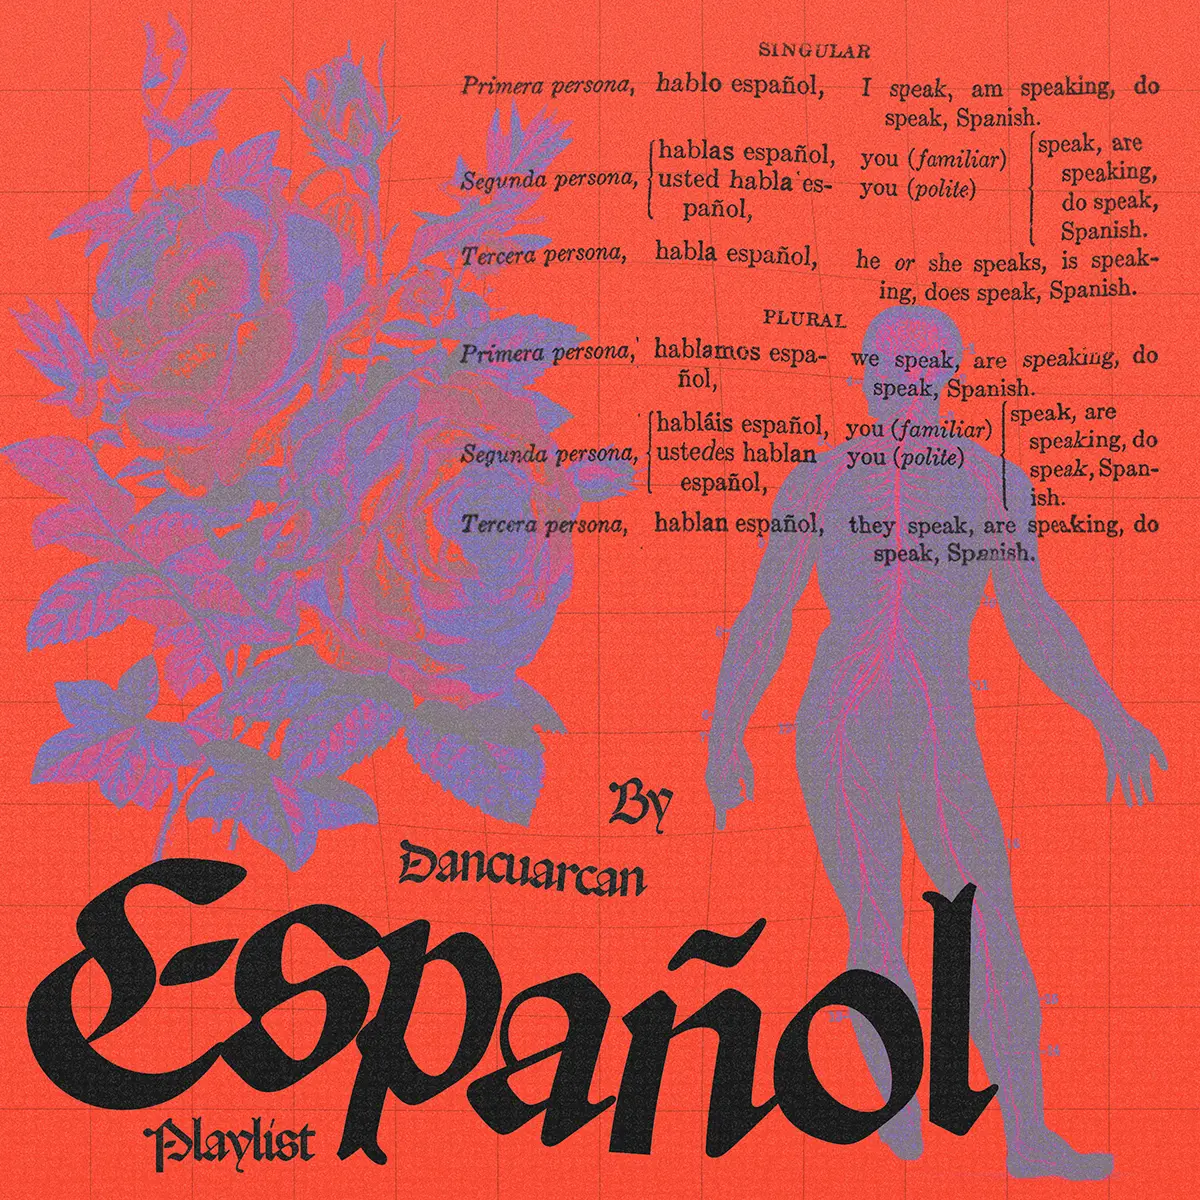 SINGULAR
Primera persona, hablo español, I speak, am speaking, do
speak, Spanish.
Segunda persona, { hablas español, you (familiar) { speak, are
usted habla es- you (polite) speaking,
pañol, do speak,
Spanish.
Tercera persona, habla español, he or she speaks, is speak-
ing, does speak, Spanish.
PLURAL
Primera persona, hablamos espa- we speak, are speaking, do
ñol, speak, Spanish.
Segunda persona, { habláis español, you (familiar) { speak, are
ustedes hablan you (polite) speaking, do
español, speak, Span-
ish.
Tercera persona, hablan español, they speak, are speaking, do
speak, Spanish.
By
Dancuarcan
Español
Playlist